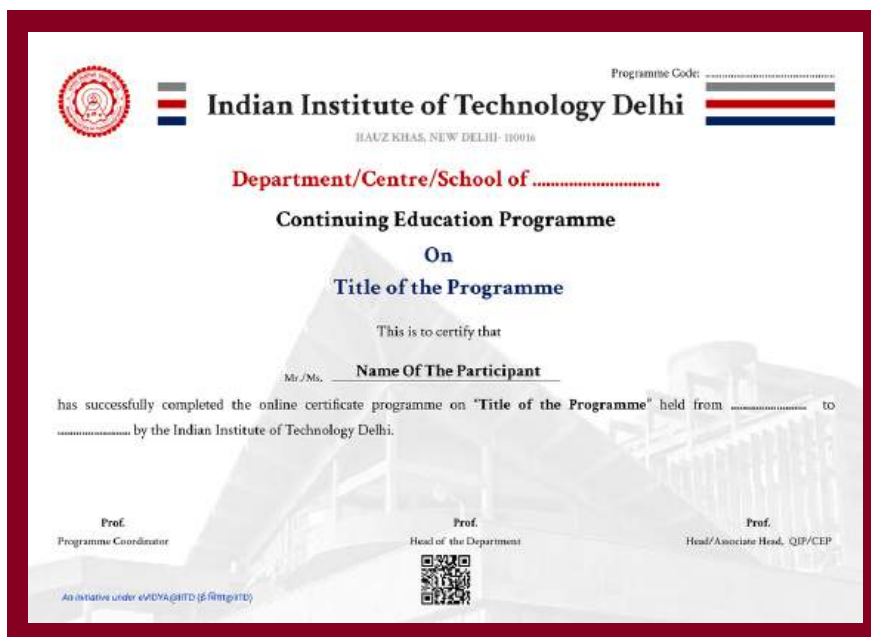 Programme Code: ........................................
Indian Institute of Technology Delhi
HAUZ KHAS, NEW DELHI- 110016
Department/Centre/School of ............................
Continuing Education Programme
On
Title of the Programme
This is to certify that
Mr./Ms. Name Of The Participant
has successfully completed the online certificate programme on "Title of the Programme" held from ........................ to
........................ by the Indian Institute of Technology Delhi.
Prof. Prof. Prof.
Programme Coordinator Head of the Department Head/Associate Head, QIP/CEP
An initiative under eVIDYA@IITD